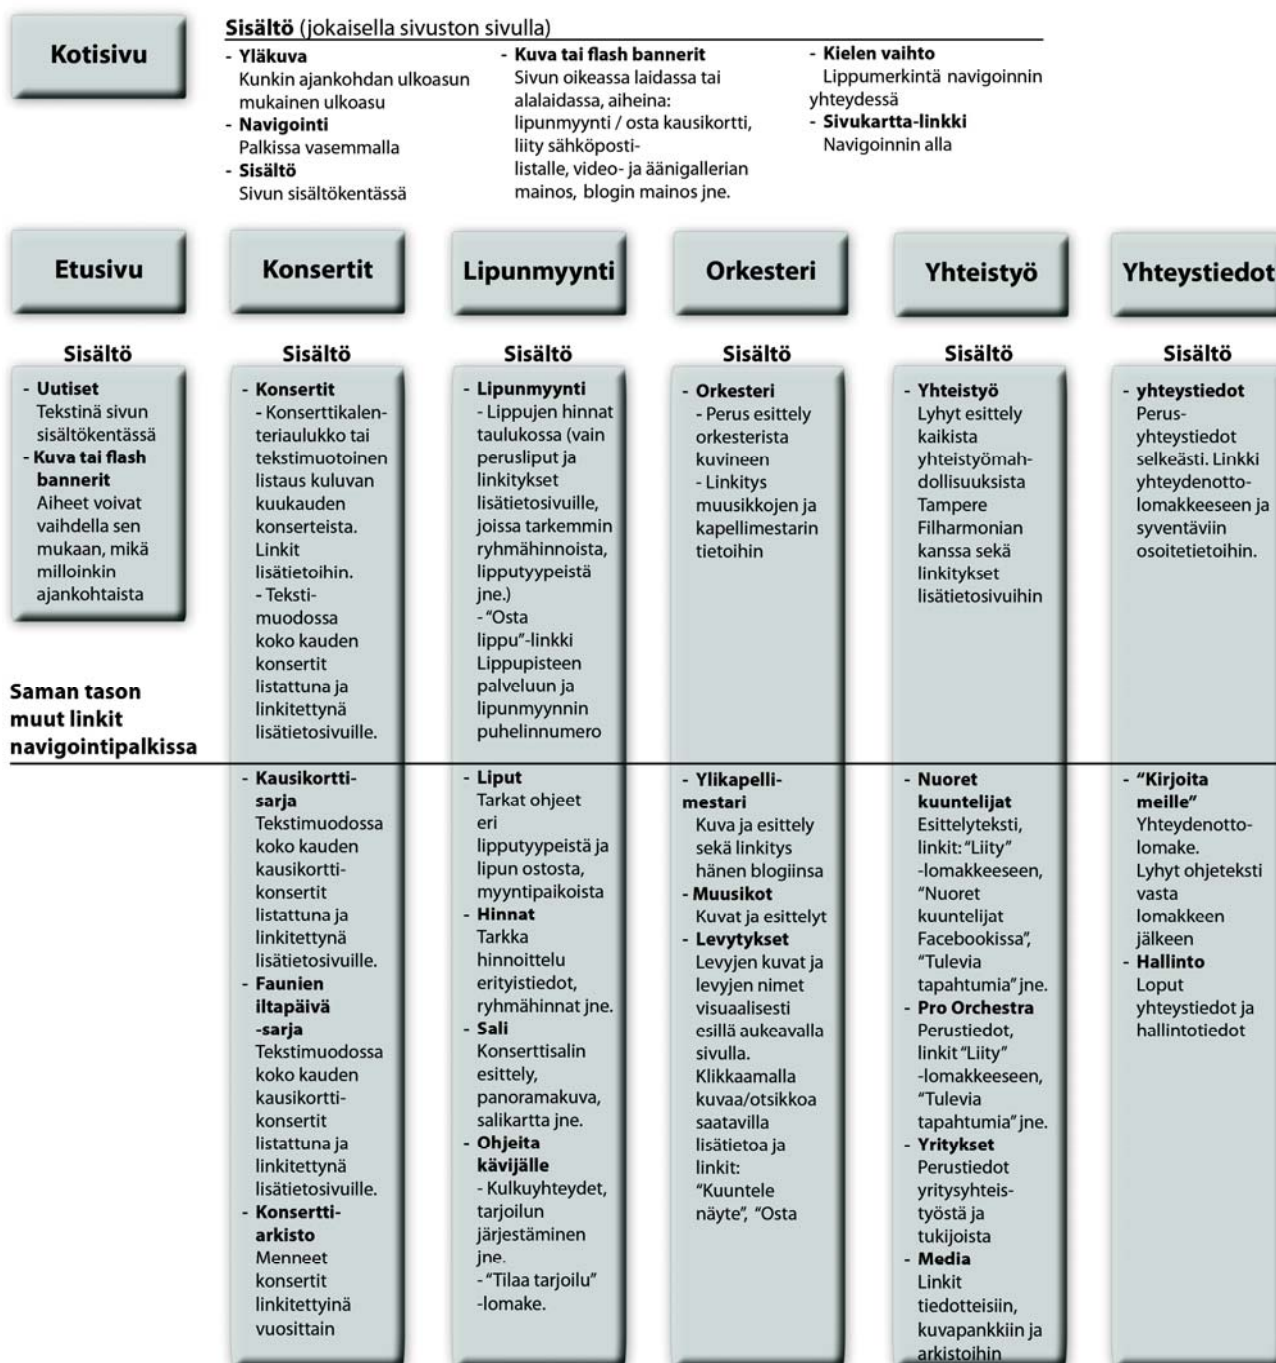 Kotisivu
Sisältö (jokaisella sivuston sivulla)
- Yläkuva
Kunkin ajankohdan ulkoasun
mukainen ulkoasu
- Navigointi
Palkissa vasemmalla
- Sisältö
Sivun sisältökentässä
- Kuva tai flash bannerit
Sivun oikeassa laidassa tai
alalaidassa, aiheina:
lipunmyynti / osta kausikortti,
liity sähköposti-
listalle, video- ja äänigallerian
mainos, blogin mainos jne.
- Kielen vaihto
Lippumerkintä navigoinnin
yhteydessä
- Sivukartta-linkki
Navigoinnin alla
Etusivu
Sisältö
- Uutiset
Tekstinä sivun
sisältökentässä
- Kuva tai flash
bannerit
Aiheet voivat
vaihdella sen
mukaan, mikä
milloinkin
ajankohtaista
Saman tason
muut linkit
navigointipalkissa
Konsertit
Sisältö
- Konsertit
- Konserttikalen-
teriaulukko tai
tekstimuotoinen
listaus kuluvan
kuukauden
konserteista.
Linkit
lisätietoihin.
- Teksti-
muodossa
koko kauden
konsertit
listattuna ja
linkitettynä
lisätietosivuille.
- Kausikortti-
sarja
Tekstimuodossa
koko kauden
kausikortti-
konsertit
listattuna ja
linkitettynä
lisätietosivuille.
- Faunien
iltapäivä
-sarja
Tekstimuodossa
koko kauden
kausikortti-
konsertit
listattuna ja
linkitettynä
lisätietosivuille.
- Konsertti-
arkisto
Menneet
konsertit
linkitettyinä
vuosittain
Lipunmyynti
Sisältö
- Lipunmyynti
- Lippujen hinnat
taulukossa (vain
perusliput ja
linkitykset
lisätietosivuille,
joissa tarkemmin
ryhmähinnoista,
lipputyypeistä
jne.)
- "Osta
lippu"-linkki
Lippupisteen
palveluun ja
lipunmyynnin
puhelinnumero
- Liput
Tarkat ohjeet
eri
lipputyypeistä ja
lipun ostosta,
myyntipaikoista
- Hinnat
Tarkka
hinnoittelu
erityistiedot,
ryhmähinnat jne.
- Sali
Konserttisalin
esittely,
panoramakuva,
salikartta jne.
- Ohjeita
kävijälle
- Kulkuyhteydet,
tarjoilun
järjestäminen
jne.
- "Tilaa tarjoilu"
-lomake.
Orkesteri
Sisältö
- Orkesteri
- Perus esittely
orkesterista
kuvineen
- Linkitys
muusikkojen ja
kapellimestarin
tietoihin
- Ylikapelli-
mestari
Kuva ja esittely
sekä linkitys
hänen blogiinsa
- Muusikot
Kuvat ja esittelyt
- Levytykset
Levyjen kuvat ja
levyjen nimet
visuaalisesti
esillä aukeavalla
sivulla.
Klikkaamalla
kuvaa/otsikkoa
saatavilla
lisätietoa ja
linkit:
"Kuuntele
näyte", "Osta
Yhteistyö
Sisältö
- Yhteistyö
Lyhyt esittely
kaikista
yhteistyömah-
dollisuuksista
Tampere
Filharmonian
kanssa sekä
linkitykset
lisätietosivuihin
- Nuoret
kuuntelijat
Esittelyteksti,
linkit: "Liity"
-lomakkeeseen,
"Nuoret
kuuntelijat
Facebookissa",
"Tulevia
tapahtumia" jne.
- Pro Orchestra
Perustiedot,
linkit "Liity"
-lomakkeeseen,
"Tulevia
tapahtumia" jne.
- Yritykset
Perustiedot
yritysyhteis-
työstä ja
tukijoista
- Media
Linkit
tiedotteisiin,
kuvapankkiin ja
arkistoihin
Yhteystiedot
Sisältö
- yhteystiedot
Perus-
yhteystiedot
selkeästi. Linkki
yhteydenotto-
lomakkeeseen ja
syventäviin
osoitetietoihin.
- "Kirjoita
meille"
Yhteydenotto-
lomake.
Lyhyt ohjeteksti
vasta
lomakkeen
jälkeen
- Hallinto
Loput
yhteystiedot ja
hallintotiedot